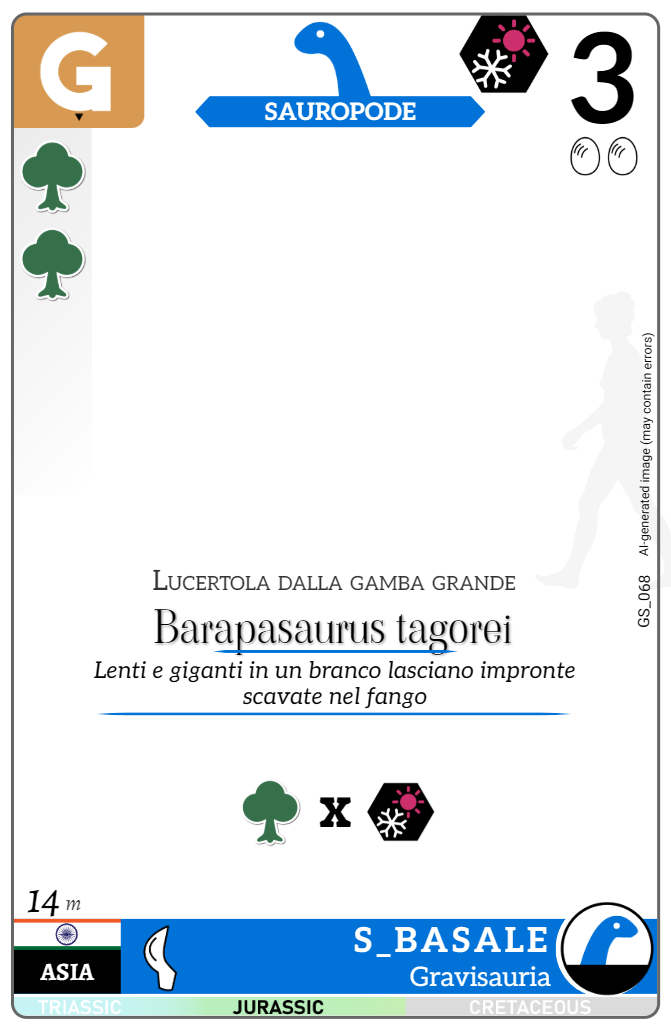 G
SAUROPODE
3
AI-generated image (may contain errors)
GS_068
Lucertola dalla gamba grande
Barapasaurus tagorei
Lenti e giganti in un branco lasciano impronte
scavate nel fango
x
14 m
S_BASALE
ASIA
Gravisauria
TRIASSIC
JURASSIC
CRETACEOUS